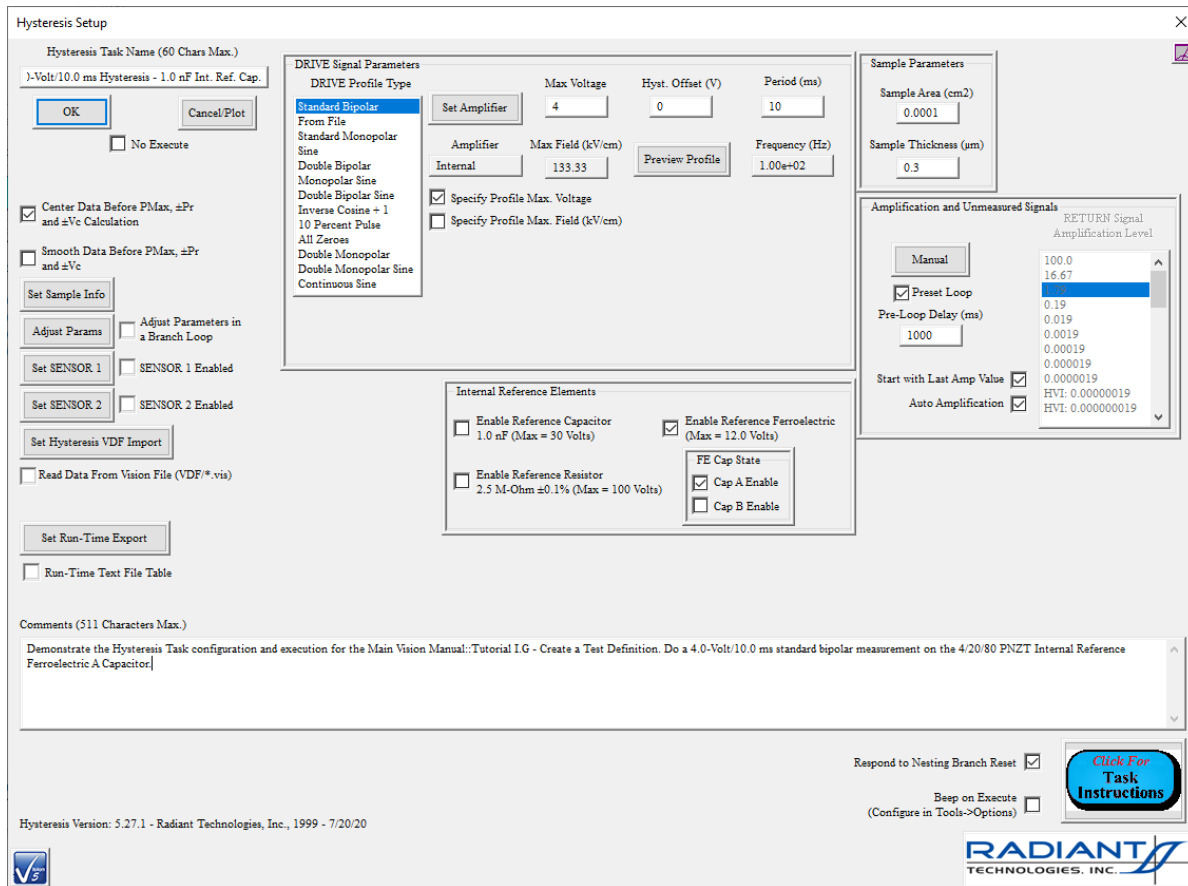 Hysteresis Setup
Hysteresis Task Name (60 Chars Max.)
)-Volt/10.0 ms Hysteresis - 1.0 nF Int. Ref. Cap.
OK
Cancel/Plot
No Execute
Center Data Before PMax, ±Pr
and ±Vc Calculation
Smooth Data Before PMax, ±Pr
and ±Vc
Set Sample Info
Adjust Params
Adjust Parameters in
a Branch Loop
Set SENSOR 1
SENSOR 1 Enabled
Set SENSOR 2
SENSOR 2 Enabled
Set Hysteresis VDF Import
Read Data From Vision File (VDF/*.vis)
Set Run-Time Export
Run-Time Text File Table
DRIVE Signal Parameters
DRIVE Profile Type
Standard Bipolar
From File
Standard Monopolar
Sine
Double Bipolar
Monopolar Sine
Double Bipolar Sine
Inverse Cosine + 1
10 Percent Pulse
All Zeroes
Double Monopolar
Double Monopolar Sine
Continuous Sine
Set Amplifier
Max Voltage
4
Hyst. Offset (V)
0
Period (ms)
10
Amplifier
Internal
Max Field (kV/cm)
133.33
Preview Profile
Frequency (Hz)
1.00e+02
Specify Profile Max. Voltage
Specify Profile Max. Field (kV/cm)
Sample Parameters
Sample Area (cm2)
0.0001
Sample Thickness (µm)
0.3
Amplification and Unmeasured Signals
RETURN Signal
Amplification Level
Manual
Preset Loop
Pre-Loop Delay (ms)
1000
Start with Last Amp Value
Auto Amplification
100.0
16.67
0.19
0.019
0.0019
0.00019
0.000019
0.0000019
HVI: 0.00000019
HVI: 0.000000019
Internal Reference Elements
Enable Reference Capacitor
1.0 nF (Max = 30 Volts)
Enable Reference Resistor
2.5 M-Ohm ±0.1% (Max = 100 Volts)
Enable Reference Ferroelectric
(Max = 12.0 Volts)
FE Cap State
Cap A Enable
Cap B Enable
Comments (511 Characters Max.)
Demonstrate the Hysteresis Task configuration and execution for the Main Vision Manual::Tutorial I.G - Create a Test Definition. Do a 4.0-Volt/10.0 ms standard bipolar measurement on the 4/20/80 PNZT Internal Reference
Ferroelectric A Capacitor.
Respond to Nesting Branch Reset
Beep on Execute
(Configure in Tools->Options)
Click For
Task
Instructions
Hysteresis Version: 5.27.1 - Radiant Technologies, Inc., 1999 - 7/20/20
RADIANT
TECHNOLOGIES, INC.